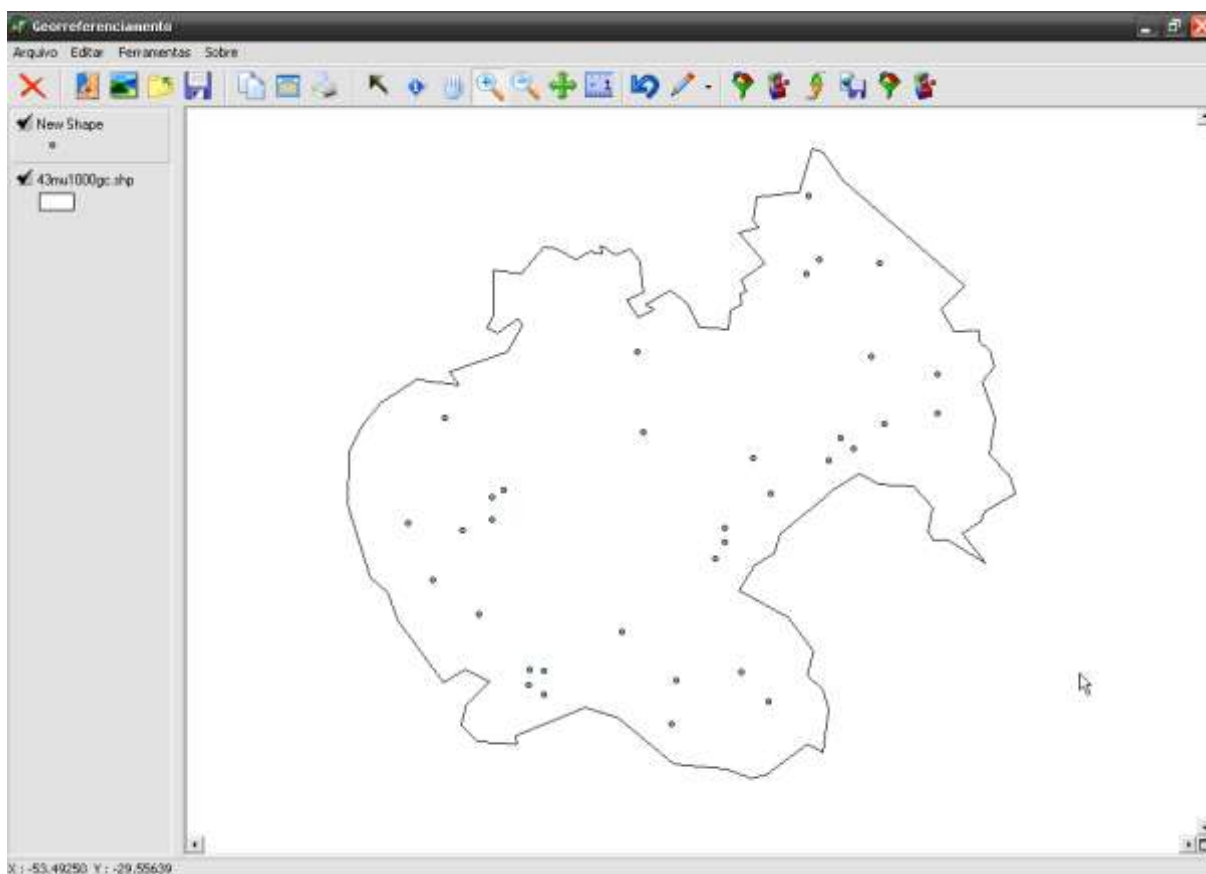 Georreferenciamento
Arquivo Editar Ferramentas Sobre
New Shape
43mu1000gc.shp
X : -53,49250 Y : -29,55639